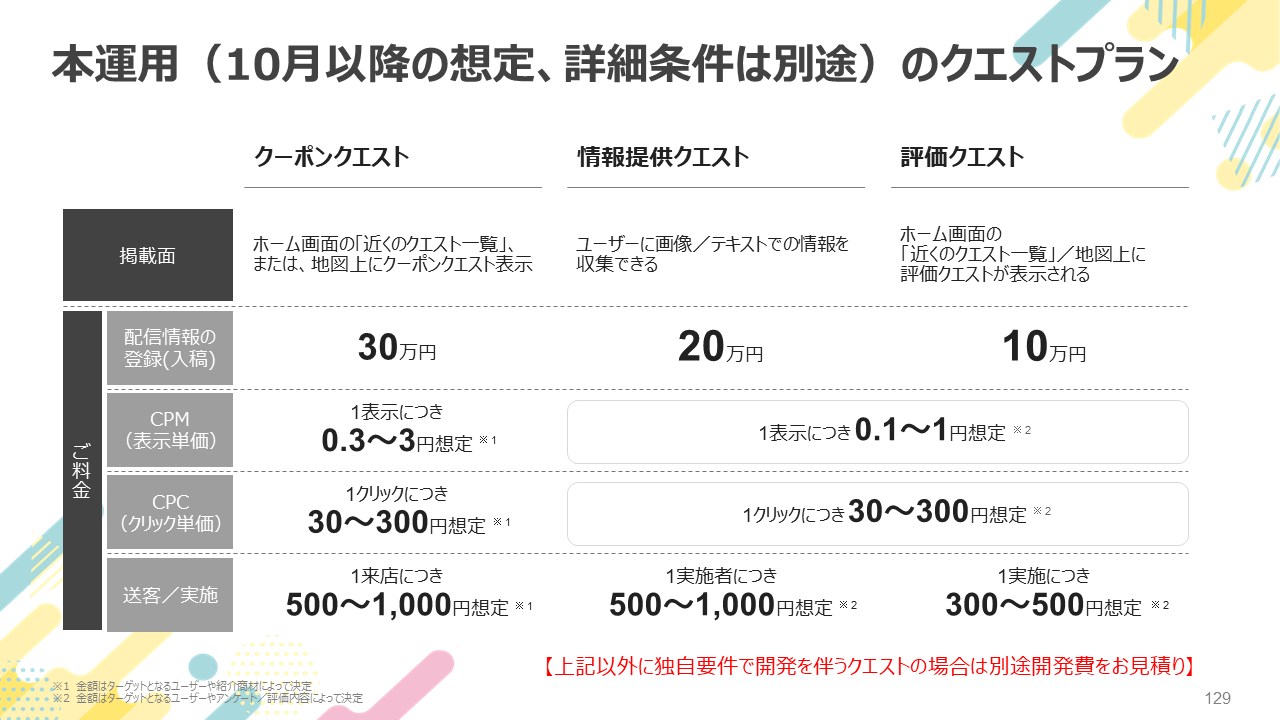 本運用（10月以降の想定、詳細条件は別途）のクエストプラン
クーポンクエスト
情報提供クエスト
評価クエスト
掲載面
ホーム画面の「近くのクエスト一覧」、
または、地図上にクーポンクエスト表示
ユーザーに画像／テキストでの情報を
収集できる
ホーム画面の
「近くのクエスト一覧」／地図上に
評価クエストが表示される
ご料金
配信情報の
登録(入稿)
30万円
20万円
10万円
CPM
（表示単価）
1表示につき
0.3～3円想定 ※1
1表示につき 0.1～1円想定 ※2
CPC
（クリック単価）
1クリックにつき
30～300円想定 ※1
1クリックにつき 30～300円想定 ※2
送客／実施
1来店につき
500～1,000円想定 ※1
1実施者につき
500～1,000円想定 ※2
1実施につき
300～500円想定 ※2
【上記以外に独自要件で開発を伴うクエストの場合は別途開発費をお見積り】
※1 金額はターゲットとなるユーザーや紹介商材によって決定
※2 金額はターゲットとなるユーザーやアンケート／評価内容によって決定
129